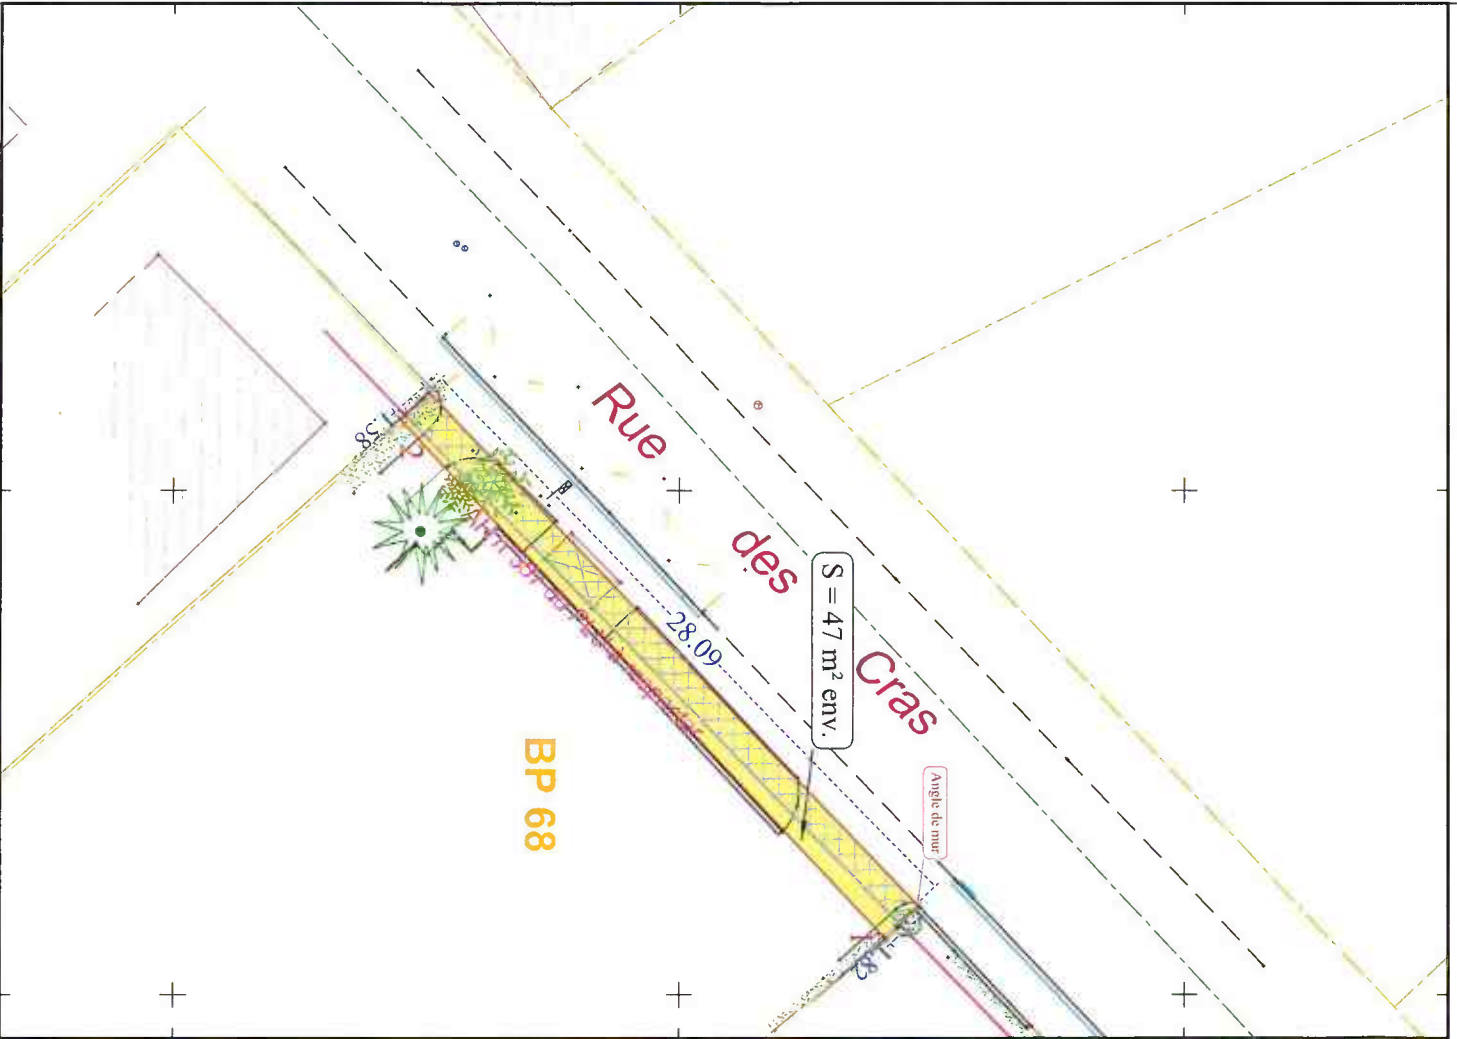 Rue des Cras
S = 47 m² env.
Angle de mur
28.09
BP 68